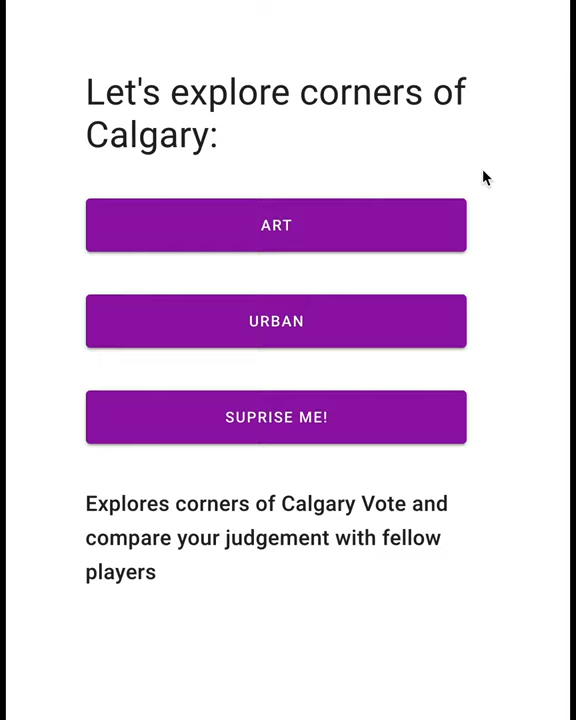 Let's explore corners of
Calgary:
ART
URBAN
SUPRISE ME!
Explores corners of Calgary Vote and
compare your judgement with fellow
players